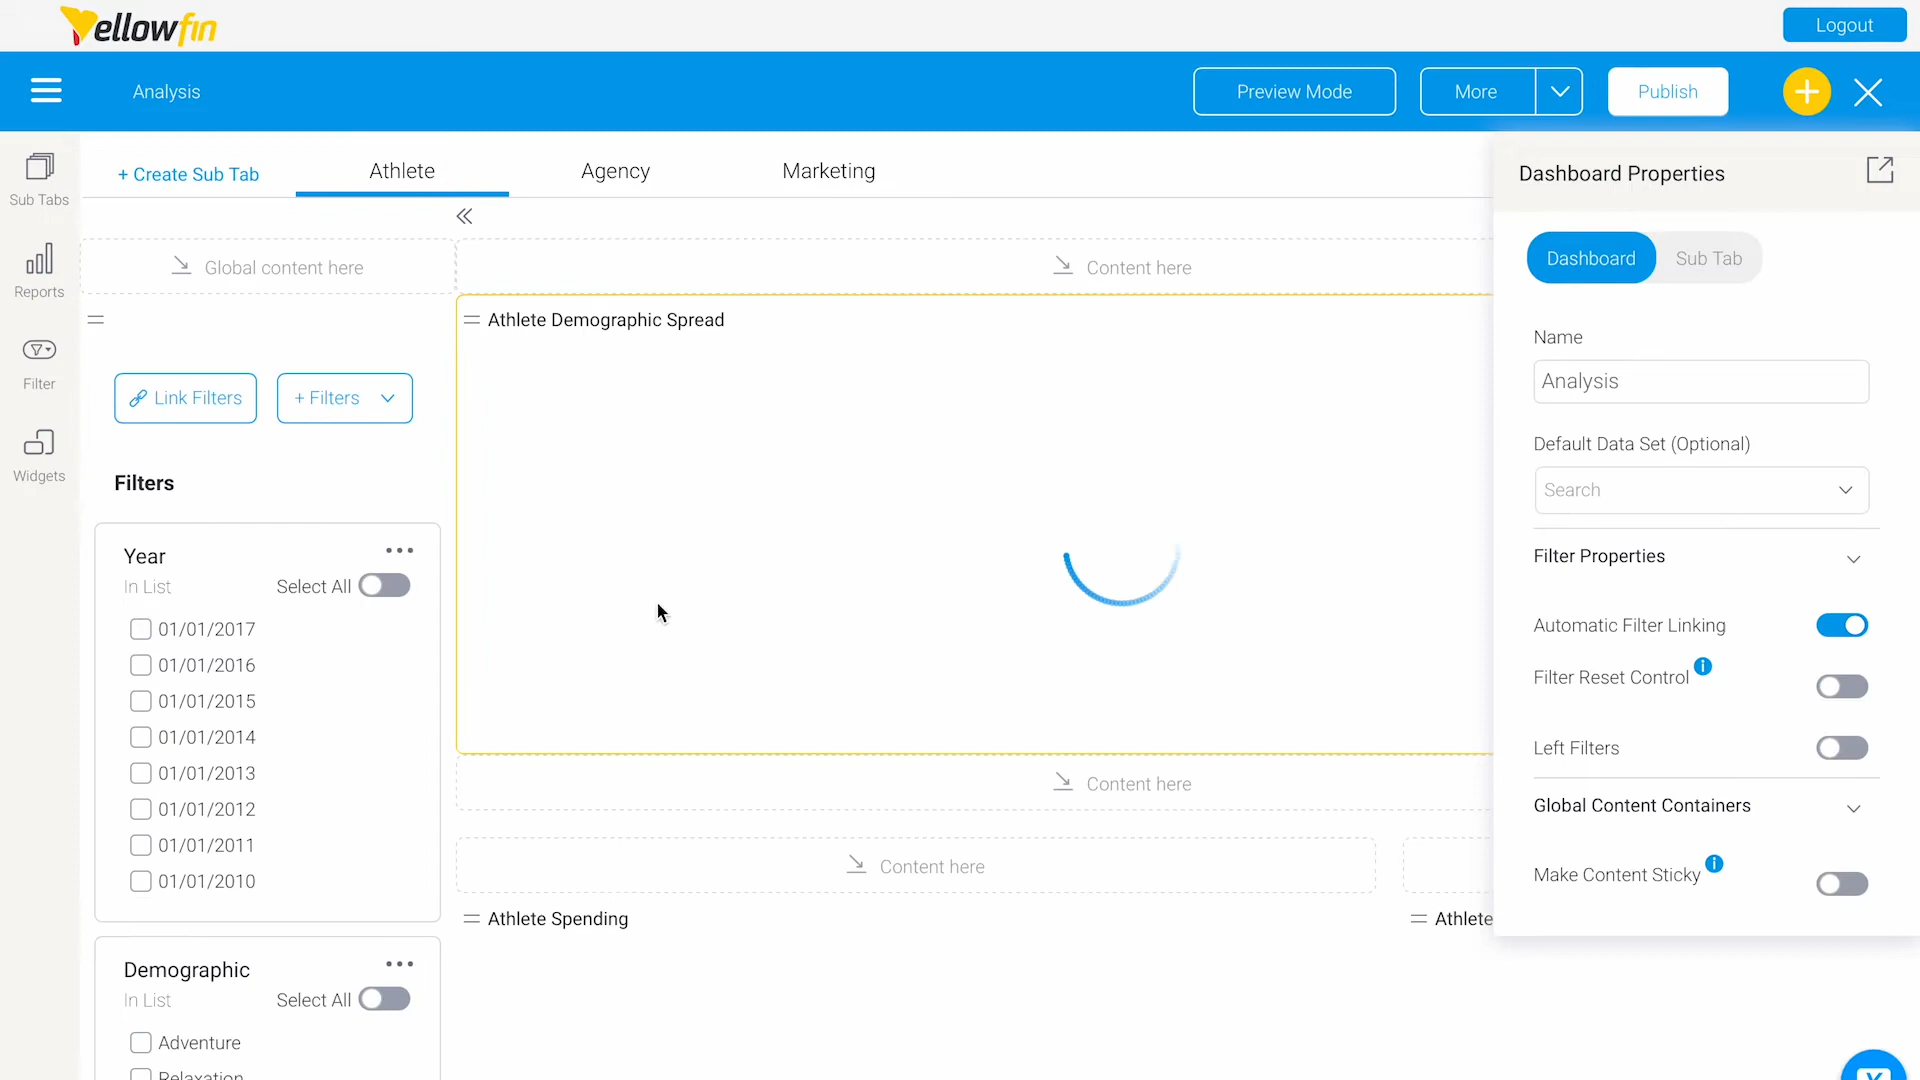 Yellowfin
Logout
Analysis
Preview Mode
More
Publish
+ Create Sub Tab
Athlete
Agency
Marketing
Sub Tabs
Reports
Filter
Widgets
Global content here
Content here
Athlete Demographic Spread
Link Filters
+ Filters
Filters
Year
In List
Select All
01/01/2017
01/01/2016
01/01/2015
01/01/2014
01/01/2013
01/01/2012
01/01/2011
01/01/2010
Demographic
In List
Select All
Adventure
Relaxation
Content here
Content here
Athlete Spending
Athlete
Dashboard Properties
Dashboard
Sub Tab
Name
Analysis
Default Data Set (Optional)
Search
Filter Properties
Automatic Filter Linking
Filter Reset Control
Left Filters
Global Content Containers
Make Content Sticky